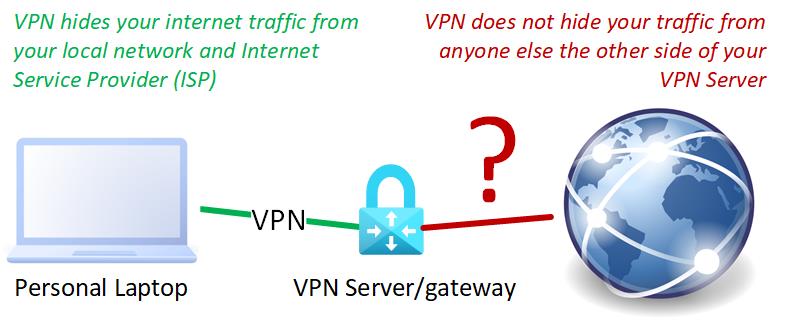 VPN hides your internet traffic from
your local network and Internet
Service Provider (ISP)
VPN does not hide your traffic from
anyone else the other side of your
VPN Server
?
VPN
Personal Laptop
VPN Server/gateway